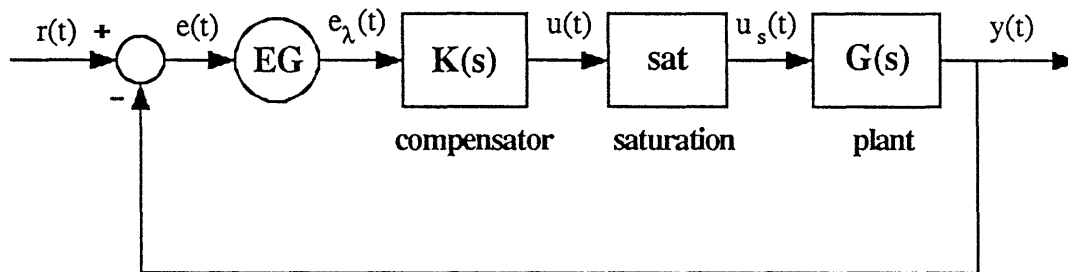 r(t) + e(t) e_λ(t) u(t) u_s(t) y(t)
EG K(s) sat G(s)
-
compensator saturation plant